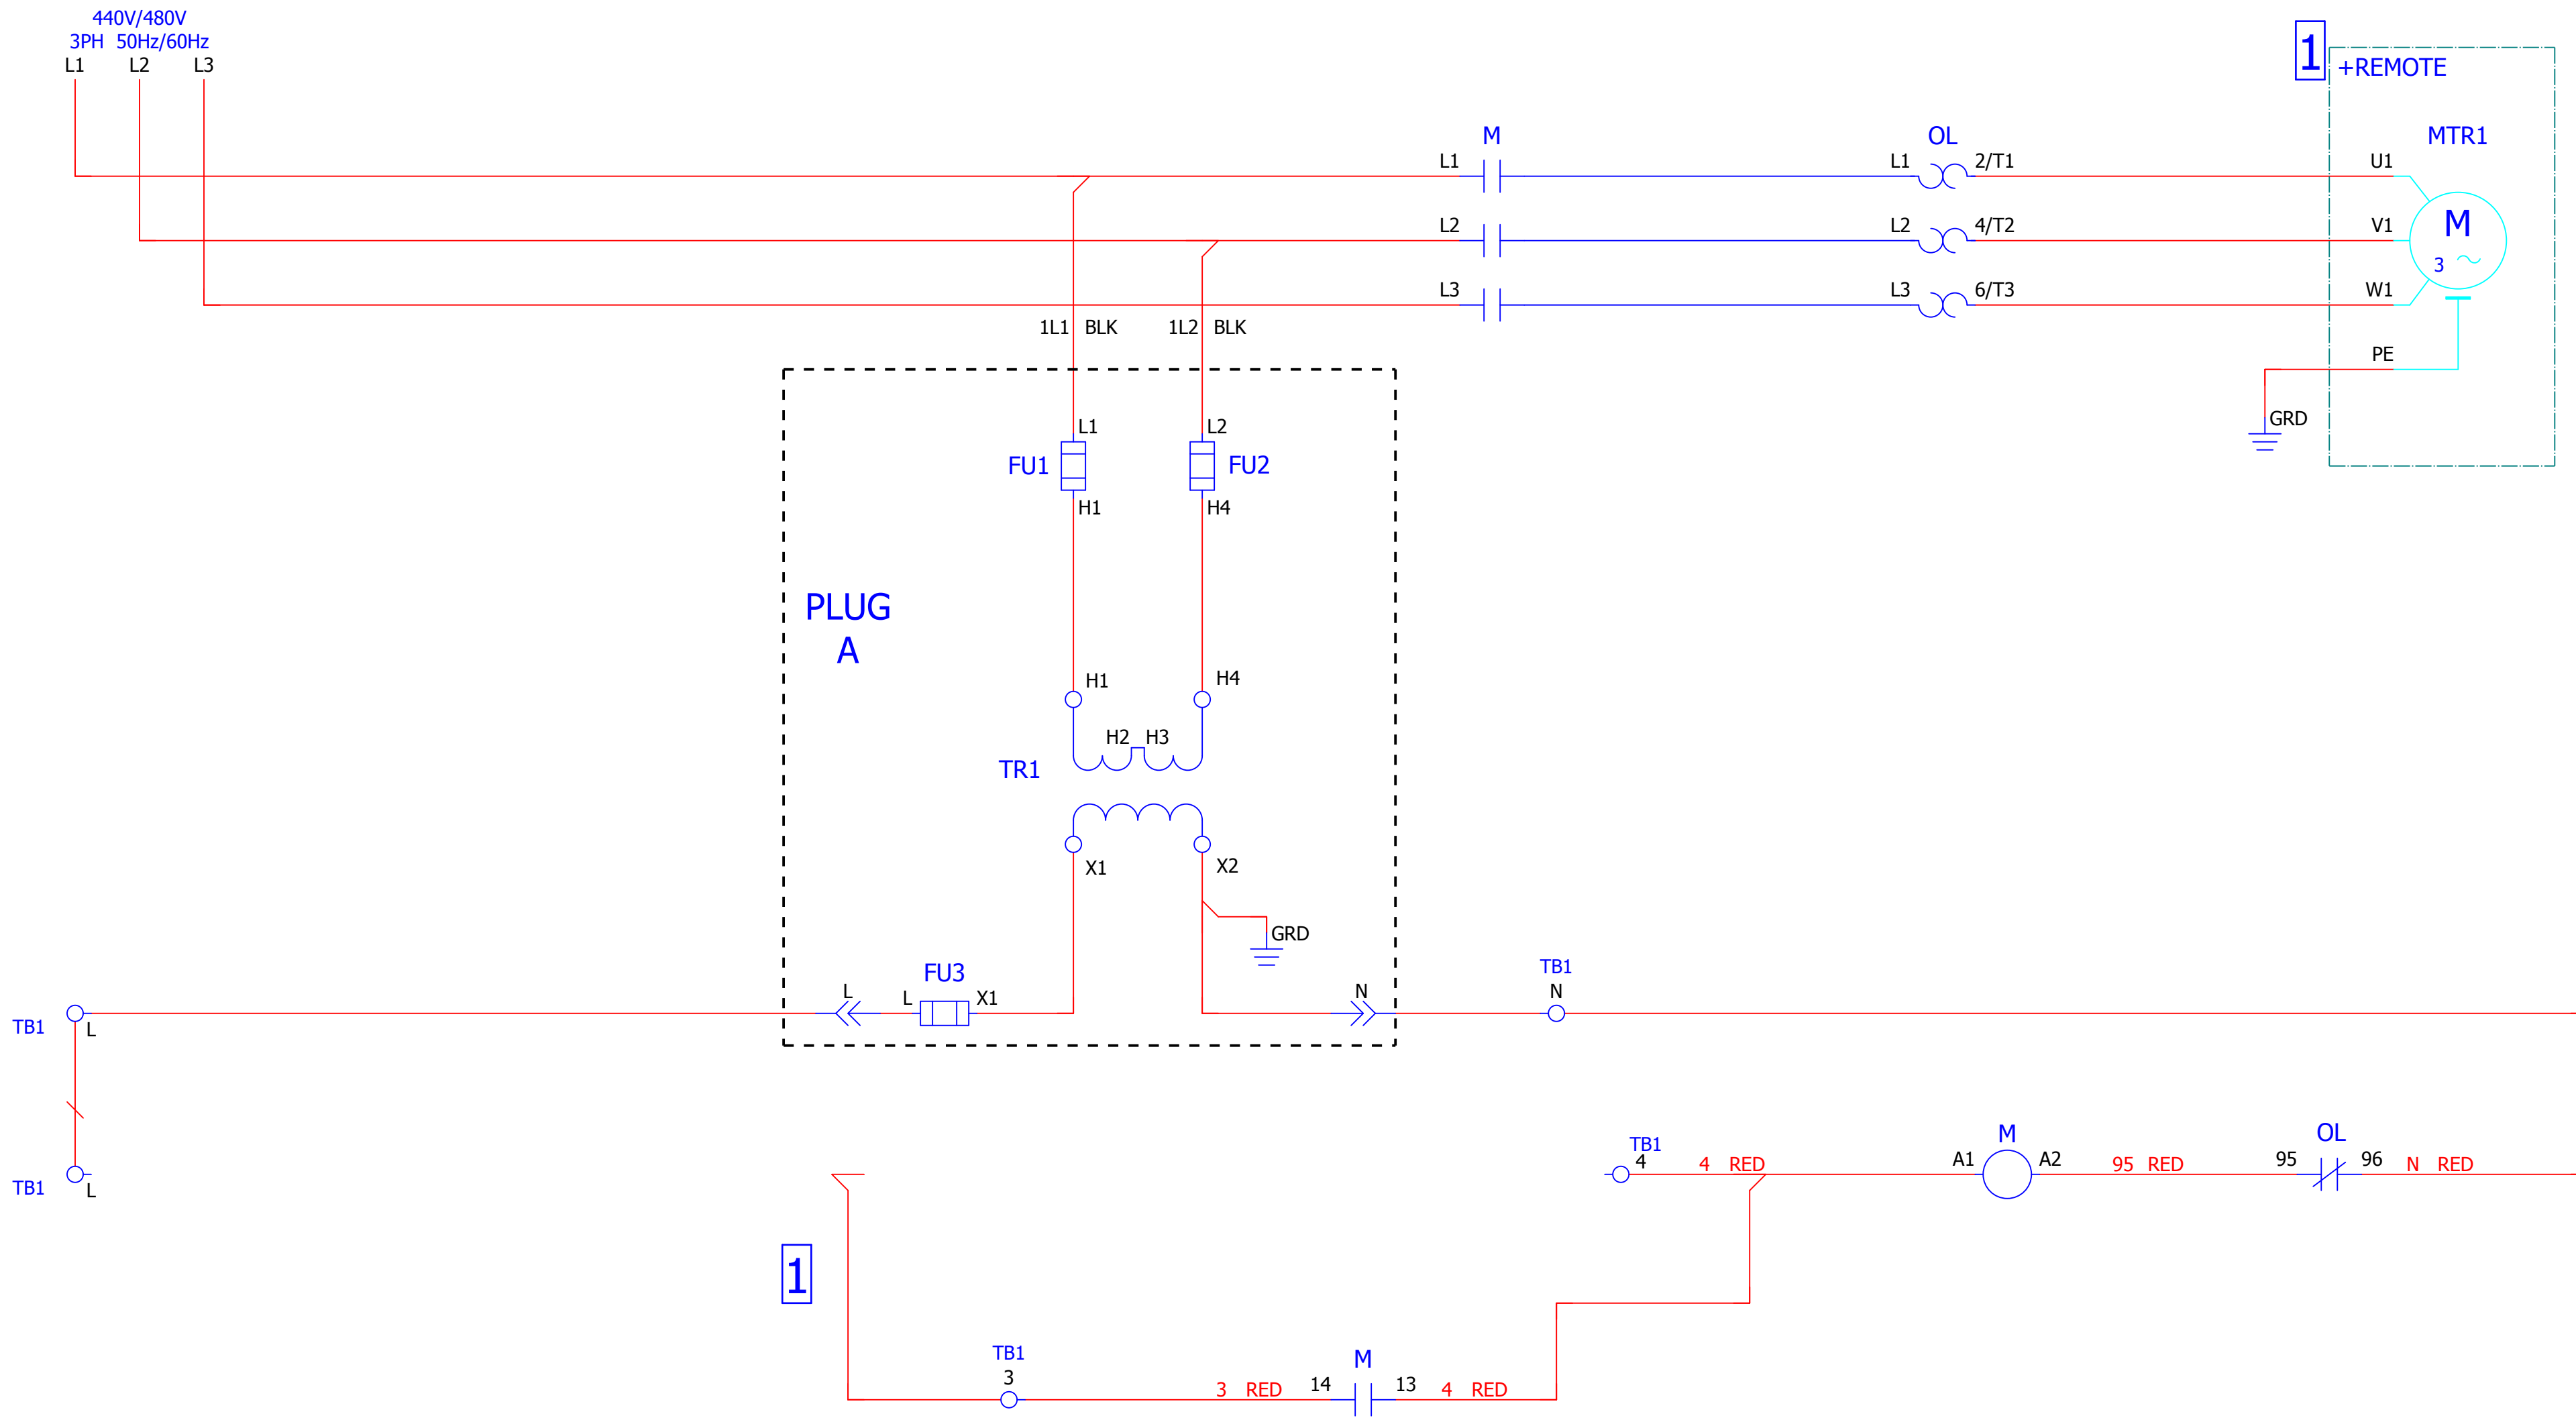 440V/480V
3PH 50Hz/60Hz
L1 L2 L3
1
+REMOTE
M OL MTR1
L1 L1 2/T1 U1
L2 L2 4/T2 V1
M
3
L3 L3 6/T3 W1
1L1 BLK 1L2 BLK
PE
GRD
L1 L2
FU1 FU2
H1 H4
PLUG
A
H1 H4
H2 H3
TR1
X1 X2
GRD
FU3
TB1
L L X1 N N
TB1
L
TB1
L
TB1
4
4 RED
M
A1 A2
95 RED
OL
95 96
N RED
1
TB1
3
3 RED
M
14 13
4 RED